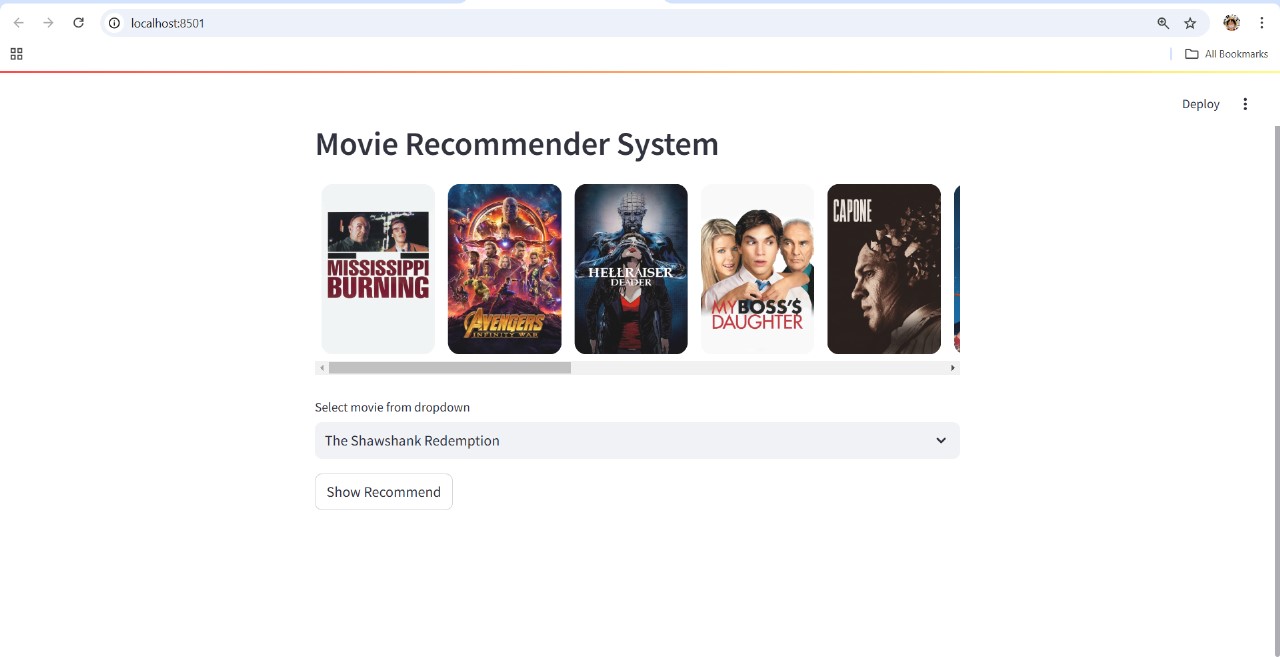 localhost:8501
All Bookmarks
Deploy
Movie Recommender System
MISSISSIPPI
BURNING
AVENGERS
INFINITY WAR
HELLRAISER
DEADER
MY BOSS'$
DAUGHTER
CAPONE
Select movie from dropdown
The Shawshank Redemption
Show Recommend